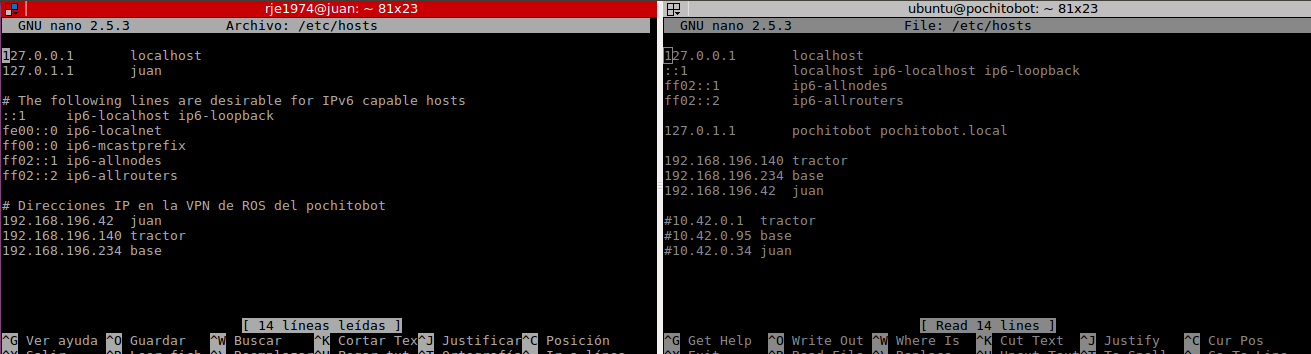 rje1974@juan: ~ 81x23
GNU nano 2.5.3 Archivo: /etc/hosts
127.0.0.1 localhost
127.0.1.1 juan
# The following lines are desirable for IPv6 capable hosts
::1 ip6-localhost ip6-loopback
fe00::0 ip6-localnet
ff00::0 ip6-mcastprefix
ff02::1 ip6-allnodes
ff02::2 ip6-allrouters
# Direcciones IP en la VPN de ROS del pochitobot
192.168.196.42 juan
192.168.196.140 tractor
192.168.196.234 base
[ 14 líneas leídas ]
^G Ver ayuda ^O Guardar ^W Buscar ^K Cortar Tex^J Justificar^C Posición
ubuntu@pochitobot: ~ 81x23
GNU nano 2.5.3 File: /etc/hosts
127.0.0.1 localhost
::1 localhost ip6-localhost ip6-loopback
ff02::1 ip6-allnodes
ff02::2 ip6-allrouters
127.0.1.1 pochitobot pochitobot.local
192.168.196.140 tractor
192.168.196.234 base
192.168.196.42 juan
#10.42.0.1 tractor
#10.42.0.95 base
#10.42.0.34 juan
[ Read 14 lines ]
^G Get Help ^O Write Out ^W Where Is ^K Cut Text ^J Justify ^C Cur Pos